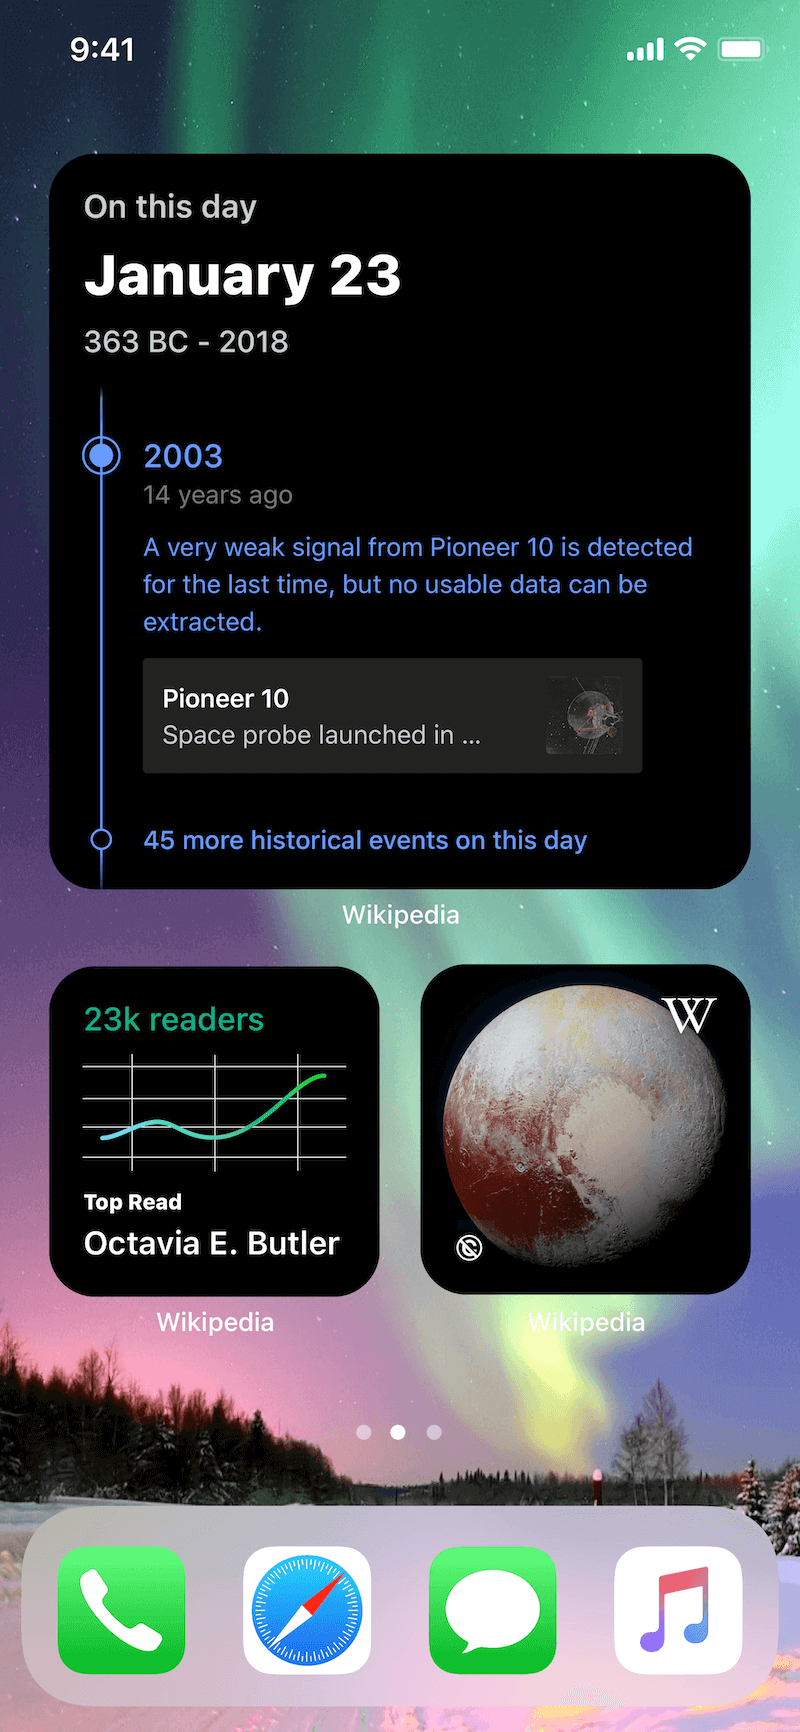 9:41
On this day
January 23
363 BC - 2018
2003
14 years ago
A very weak signal from Pioneer 10 is detected
for the last time, but no usable data can be
extracted.
Pioneer 10
Space probe launched in ...
45 more historical events on this day
Wikipedia
23k readers
Top Read
Octavia E. Butler
W
Wikipedia
Wikipedia